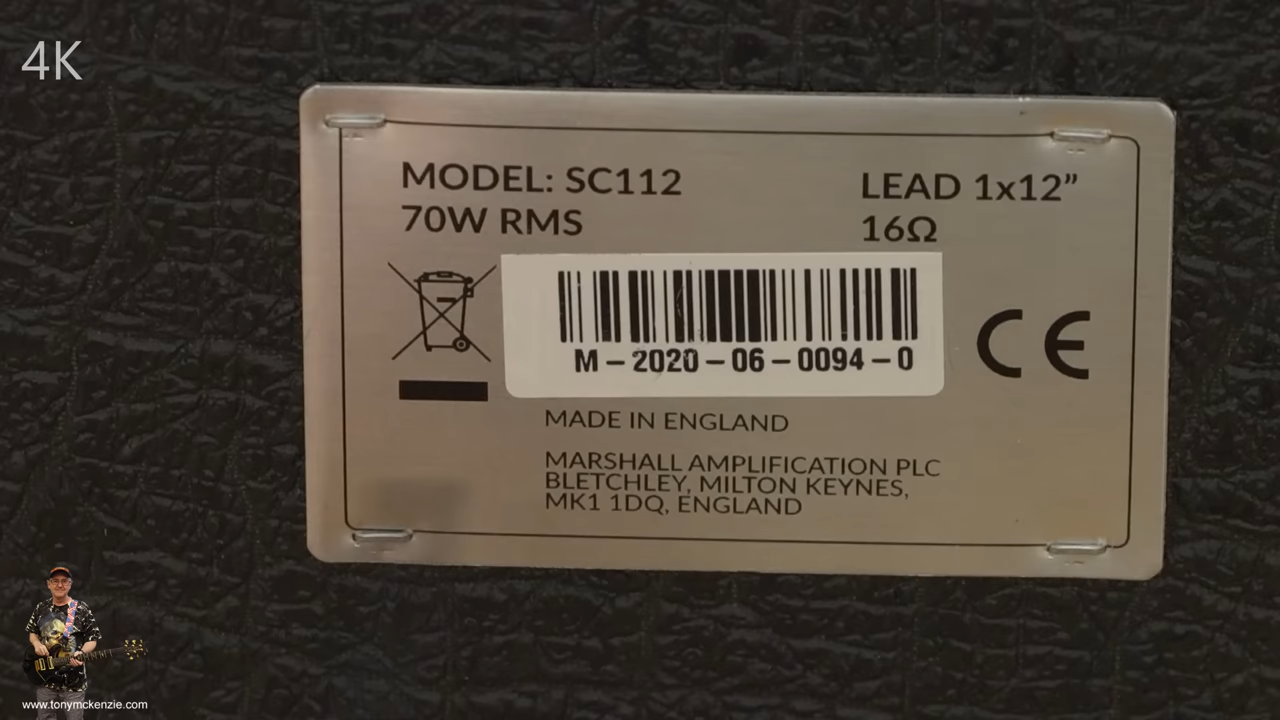 4K
MODEL: SC112
70W RMS
LEAD 1x12”
16Ω
M – 2020 – 06 – 0094 – 0
CE
MADE IN ENGLAND
MARSHALL AMPLIFICATION PLC
BLETCHLEY, MILTON KEYNES,
MK1 1DQ, ENGLAND
www.tonymckenzie.com